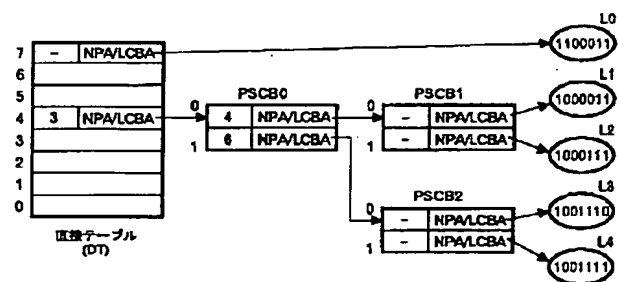 L0
7 - NPA/LCBA 1100011
6
5 PSCB0 PSCB1 L1
4 3 NPA/LCBA 0 4 NPA/LCBA 0 - NPA/LCBA 1000011
3 1 6 NPA/LCBA 1 - NPA/LCBA L2
2 1000111
1 PSCB2 L3
0 0 - NPA/LCBA 1001110
直接テーブル 1 - NPA/LCBA L4
(DT) 1001111